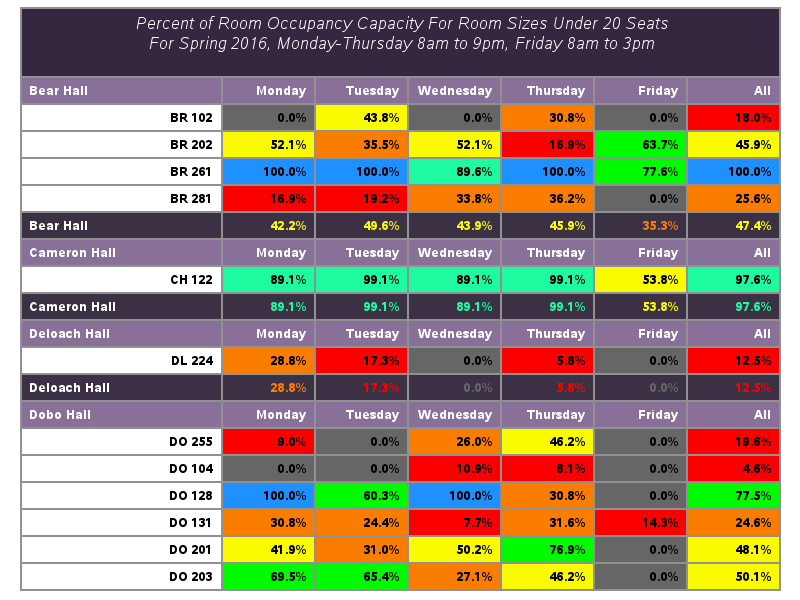 Percent of Room Occupancy Capacity For Room Sizes Under 20 Seats
For Spring 2016, Monday-Thursday 8am to 9pm, Friday 8am to 3pm
Bear Hall Monday Tuesday Wednesday Thursday Friday All
BR 102 0.0% 43.8% 0.0% 30.8% 0.0% 18.0%
BR 202 52.1% 35.5% 52.1% 16.9% 63.7% 45.9%
BR 261 100.0% 100.0% 89.6% 100.0% 77.6% 100.0%
BR 281 16.9% 19.2% 33.8% 36.2% 0.0% 25.6%
Bear Hall 42.2% 49.6% 43.9% 45.9% 35.3% 47.4%
Cameron Hall Monday Tuesday Wednesday Thursday Friday All
CH 122 89.1% 99.1% 89.1% 99.1% 53.8% 97.6%
Cameron Hall 89.1% 99.1% 89.1% 99.1% 53.8% 97.6%
Deloach Hall Monday Tuesday Wednesday Thursday Friday All
DL 224 28.8% 17.3% 0.0% 5.8% 0.0% 12.5%
Deloach Hall 28.8% 17.3% 0.0% 5.8% 0.0% 12.5%
Dobo Hall Monday Tuesday Wednesday Thursday Friday All
DO 255 9.0% 0.0% 26.0% 46.2% 0.0% 19.6%
DO 104 0.0% 0.0% 10.9% 8.1% 0.0% 4.6%
DO 128 100.0% 60.3% 100.0% 30.8% 0.0% 77.5%
DO 131 30.8% 24.4% 7.7% 31.6% 14.3% 24.6%
DO 201 41.9% 31.0% 50.2% 76.9% 0.0% 48.1%
DO 203 69.5% 65.4% 27.1% 46.2% 0.0% 50.1%